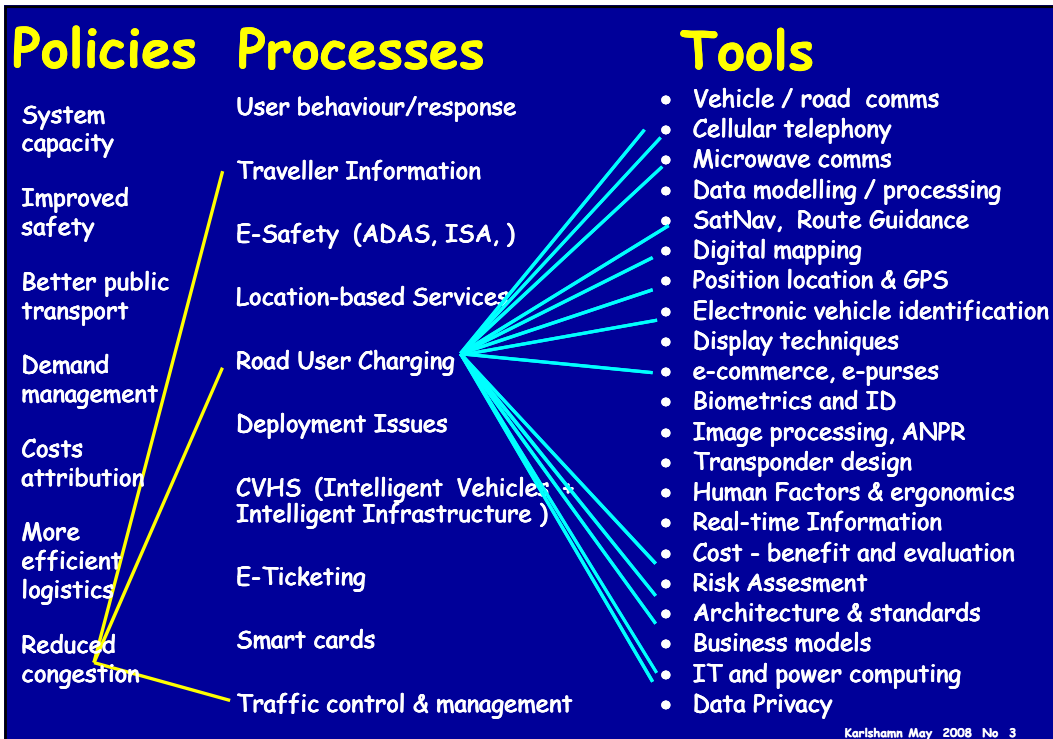 Policies
System
capacity
Improved
safety
Better public
transport
Demand
management
Costs
attribution
More
efficient
logistics
Reduced
congestion
Processes
User behaviour/response
Traveller Information
E-Safety (ADAS, ISA, )
Location-based Services
Road User Charging
Deployment Issues
CVHS (Intelligent Vehicles +
Intelligent Infrastructure )
E-Ticketing
Smart cards
Traffic control & management
Tools
• Vehicle / road comms
• Cellular telephony
• Microwave comms
• Data modelling / processing
• SatNav, Route Guidance
• Digital mapping
• Position location & GPS
• Electronic vehicle identification
• Display techniques
• e-commerce, e-purses
• Biometrics and ID
• Image processing, ANPR
• Transponder design
• Human Factors & ergonomics
• Real-time Information
• Cost - benefit and evaluation
• Risk Assesment
• Architecture & standards
• Business models
• IT and power computing
• Data Privacy
Karlshamn May 2008 No 3